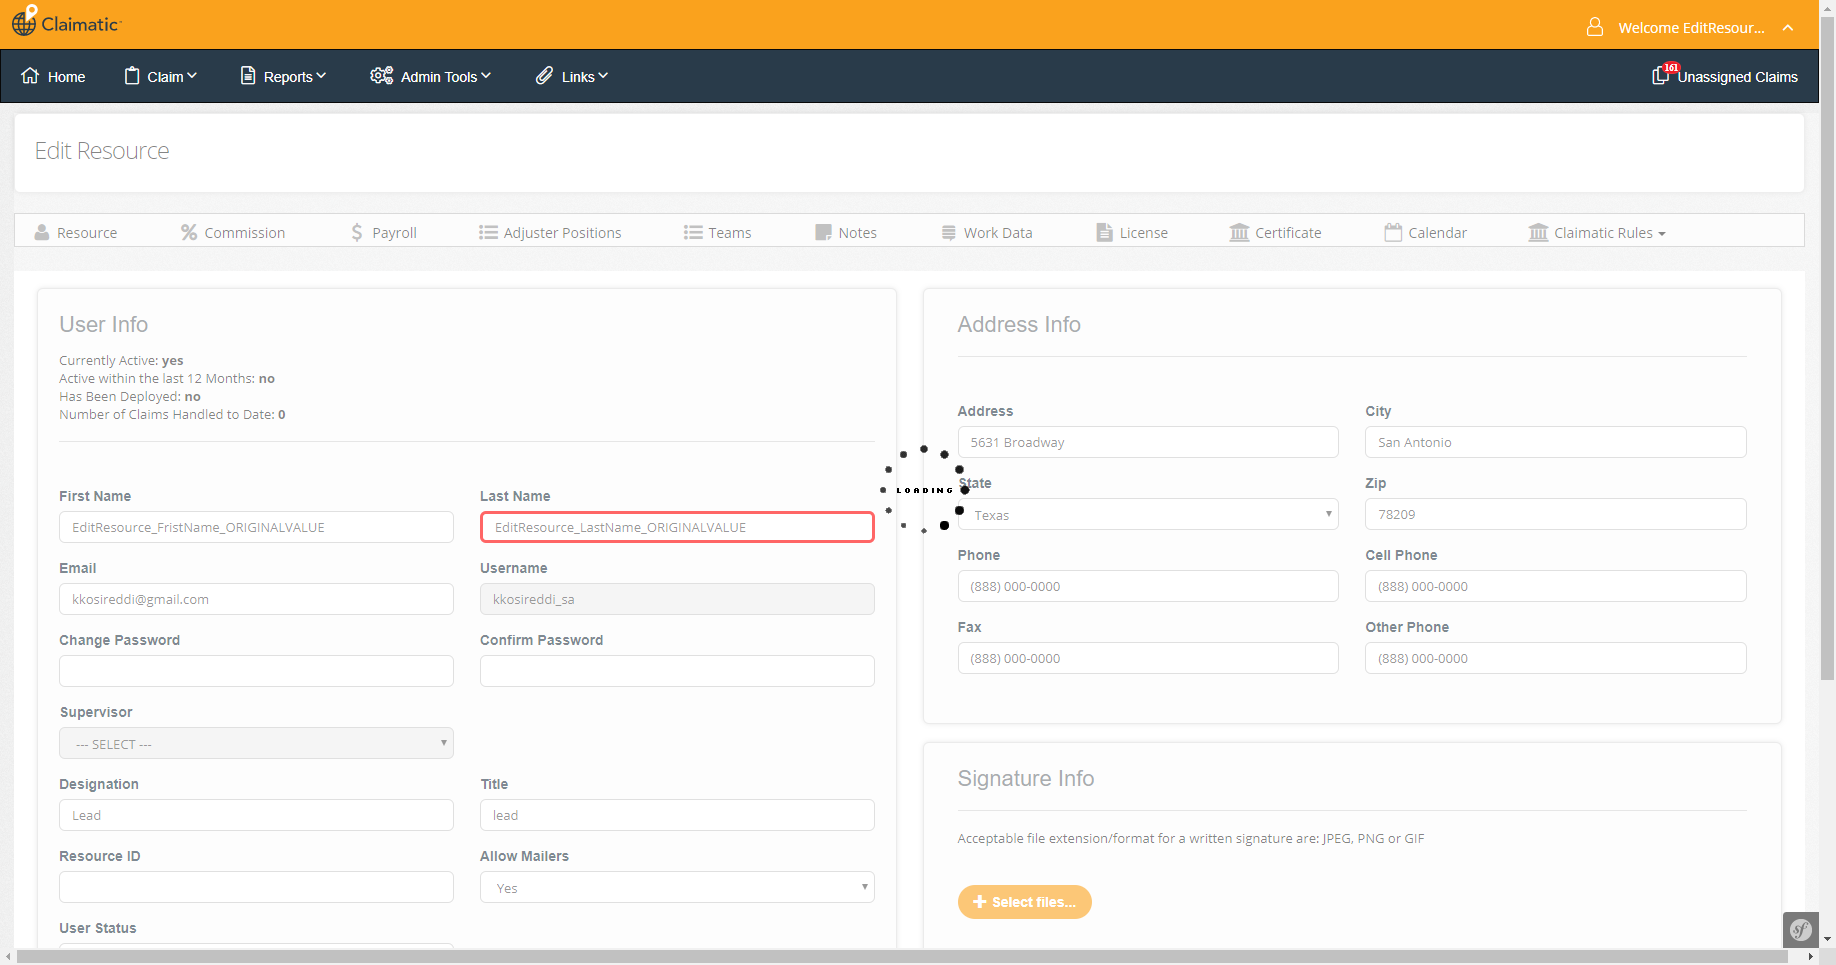 Claimatic
Welcome EditResour...
Home
Claim
Reports
Admin Tools
Links
161
Unassigned Claims
Edit Resource
Resource
Commission
Payroll
Adjuster Positions
Teams
Notes
Work Data
License
Certificate
Calendar
Claimatic Rules
User Info
Currently Active: yes
Active within the last 12 Months: no
Has Been Deployed: no
Number of Claims Handled to Date: 0
First Name
Last Name
EditResource_FristName_ORIGINALVALUE
EditResource_LastName_ORIGINALVALUE
Email
Username
kkosireddi@gmail.com
kkosireddi_sa
Change Password
Confirm Password
Supervisor
--- SELECT ---
Designation
Title
Lead
lead
Resource ID
Allow Mailers
Yes
User Status
LOADING
Address Info
Address
City
5631 Broadway
San Antonio
State
Zip
Texas
78209
Phone
Cell Phone
(888) 000-0000
(888) 000-0000
Fax
Other Phone
(888) 000-0000
(888) 000-0000
Signature Info
Acceptable file extension/format for a written signature are: JPEG, PNG or GIF
Select files...
sf